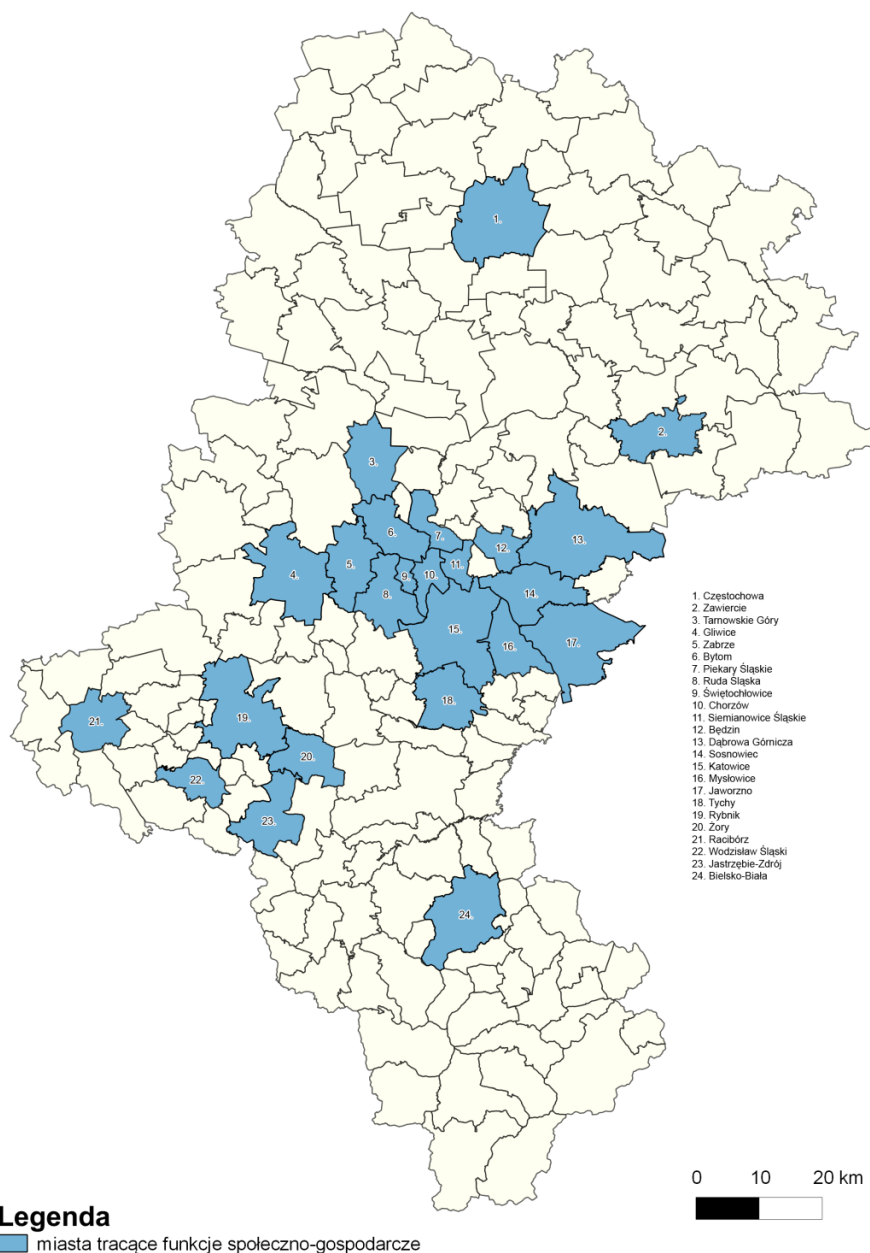 1.
2.
3.
7.
6.
12.
13.
5.
11.
4.
9.
10.
8.
14.
15.
16.
17.
18.
21.
19.
20.
22.
23.
24.
1. Częstochowa
2. Zawiercie
3. Tarnowskie Góry
4. Gliwice
5. Zabrze
6. Bytom
7. Piekary Śląskie
8. Ruda Śląska
9. Świętochłowice
10. Chorzów
11. Siemianowice Śląskie
12. Będzin
13. Dąbrowa Górnicza
14. Sosnowiec
15. Katowice
16. Mysłowice
17. Jaworzno
18. Tychy
19. Rybnik
20. Żory
21. Racibórz
22. Wodzisław Śląski
23. Jastrzębie-Zdrój
24. Bielsko-Biała
0 10 20 km
Legenda
miasta tracące funkcje społeczno-gospodarcze